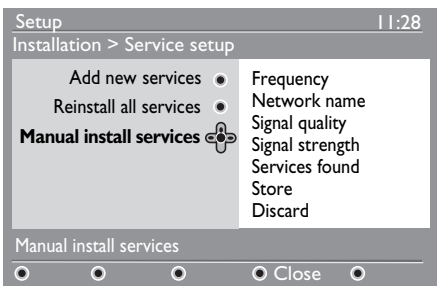 Setup 11:28
Installation > Service setup
Add new services
Reinstall all services
Manual install services
Frequency
Network name
Signal quality
Signal strength
Services found
Store
Discard
Manual install services
Close